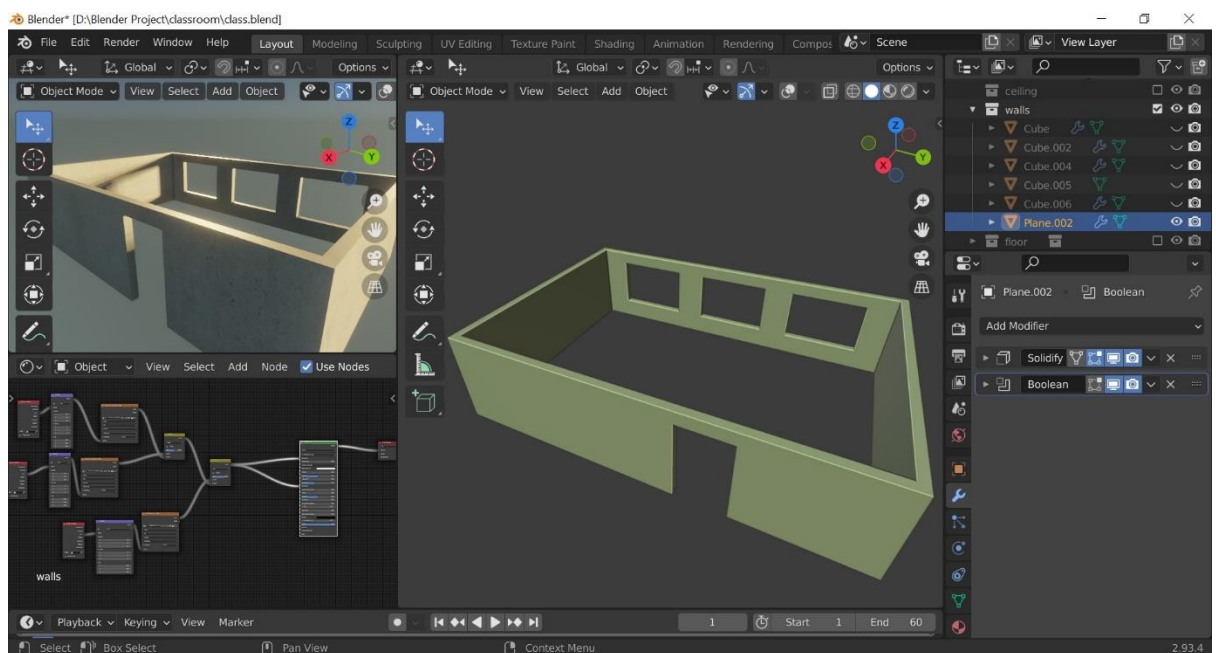 Blender* [D:\Blender Project\classroom\class.blend]
File Edit Render Window Help Layout Modeling Sculpting UV Editing Texture Paint Shading Animation Rendering Compos Scene View Layer
Global Options
Object Mode View Select Add Object
Z
X
Y
Global Options
Object Mode View Select Add Object
Z
Y
X
ceiling
walls
Cube
Cube.002
Cube.004
Cube.005
Cube.006
Plane.002
floor
Plane.002 Boolean
Add Modifier
Solidify
Boolean
Object View Select Add Node Use Nodes
walls
Playback Keying View Marker 1 Start 1 End 60
Select Box Select Pan View Context Menu 2.93.4